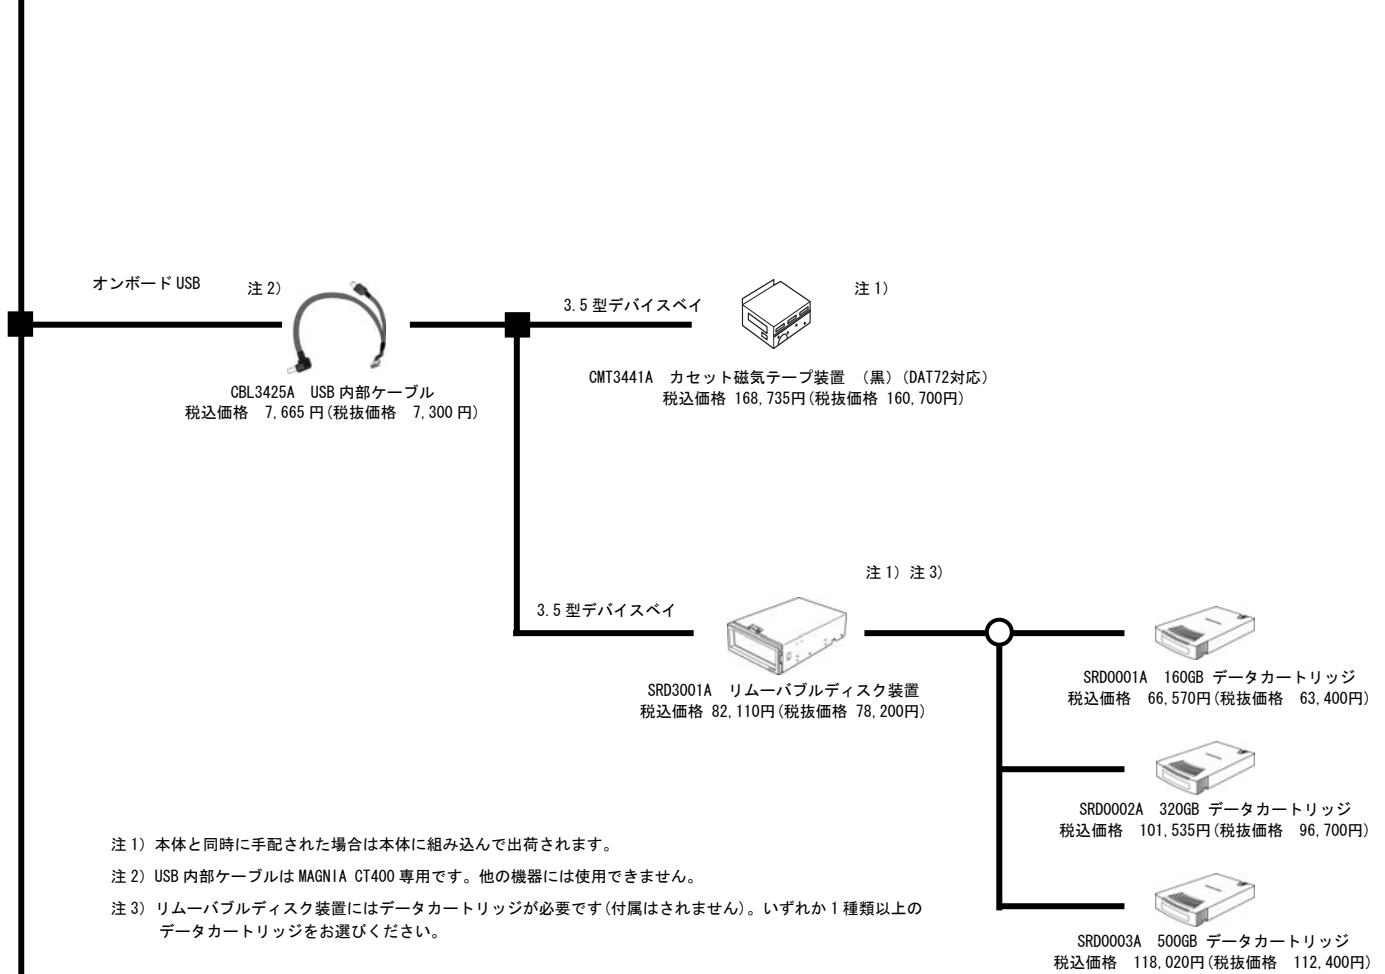 オンボード USB
注 2)
3.5 型デバイスベイ
注 1)
CBL3425A　USB 内部ケーブル
税込価格　7,665 円(税抜価格　7,300 円)
CMT3441A　カセット磁気テープ装置　（黒）(DAT72対応)
税込価格 168,735円(税抜価格 160,700円)
注 1) 注 3)
3.5 型デバイスベイ
SRD3001A　リムーバブルディスク装置
税込価格 82,110円(税抜価格 78,200円)
SRD0001A　160GB データカートリッジ
税込価格　66,570円(税抜価格　63,400円)
SRD0002A　320GB データカートリッジ
税込価格　101,535円(税抜価格　96,700円)
SRD0003A　500GB データカートリッジ
税込価格　118,020円(税抜価格　112,400円)
注 1) 本体と同時に手配された場合は本体に組み込んで出荷されます。
注 2) USB 内部ケーブルは MAGNIA CT400 専用です。他の機器には使用できません。
注 3) リムーバブルディスク装置にはデータカートリッジが必要です(付属はされません)。いずれか 1 種類以上の
データカートリッジをお選びください。